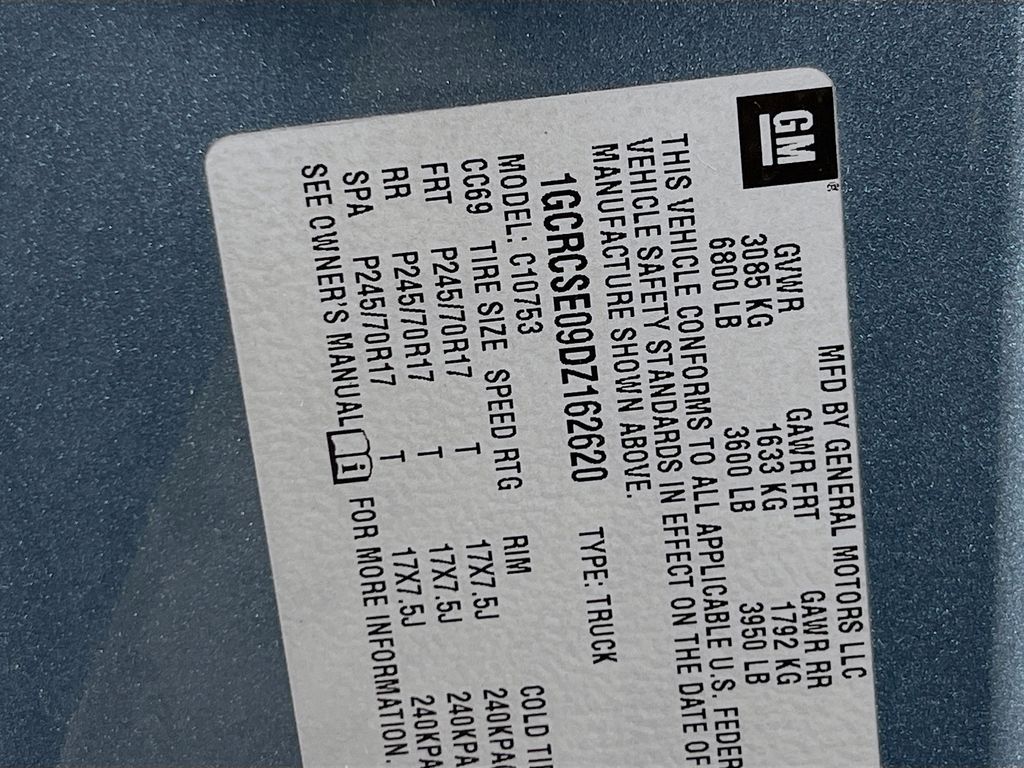 GM
MFD BY GENERAL MOTORS LLC
GVWR GAWR FRT GAWR RR
3085 KG 1633 KG 1792 KG
6800 LB 3600 LB 3950 LB
THIS VEHICLE CONFORMS TO ALL APPLICABLE U.S. FEDER
VEHICLE SAFETY STANDARDS IN EFFECT ON THE DATE OF
MANUFACTURE SHOWN ABOVE.
1GCRCSE09DZ162620 TYPE: TRUCK
MODEL: C10753
CC69 TIRE SIZE SPEED RTG RIM COLD TI
FRT P245/70R17 T 17X7.5J 240KPA(
RR P245/70R17 T 17X7.5J 240KPA
SPA P245/70R17 T 17X7.5J 240KPA
SEE OWNER'S MANUAL i FOR MORE INFORMATION.